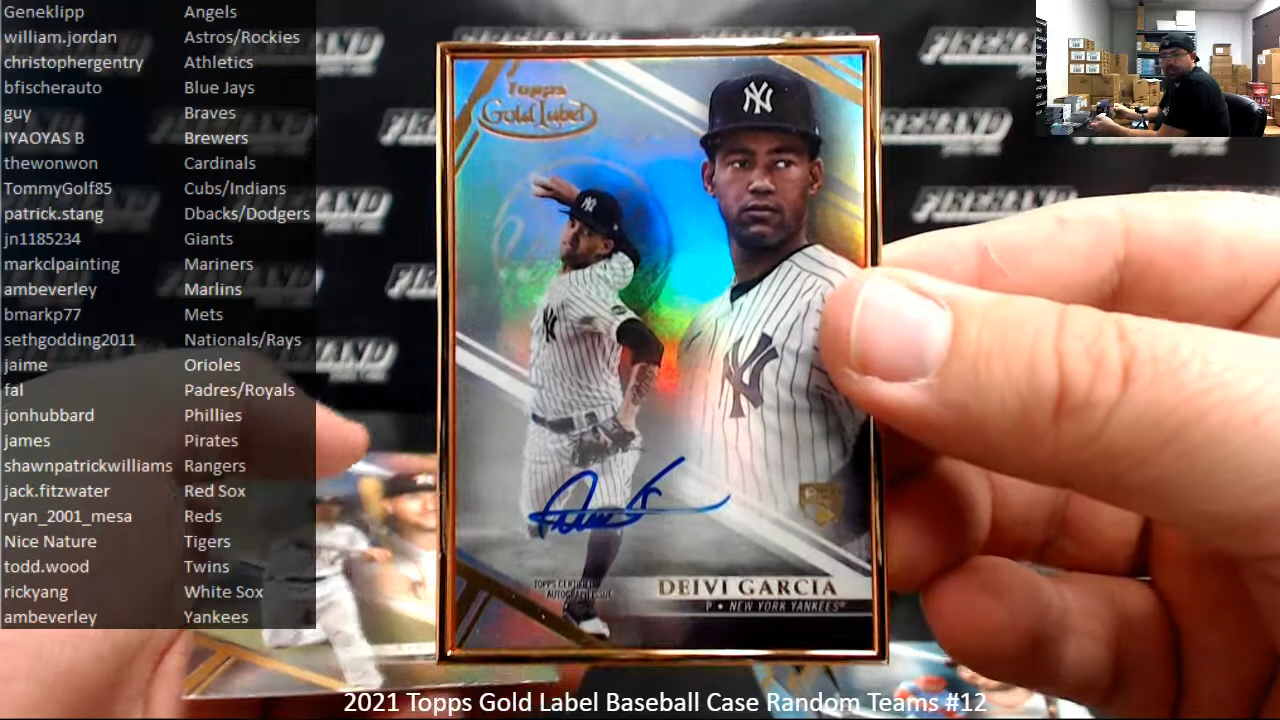 Geneklipp Angels
william.jordan Astros/Rockies
christophergentry Athletics
bfischerauto Blue Jays
guy Braves
IYAOYAS B Brewers
thewonwon Cardinals
TommyGolf85 Cubs/Indians
patrick.stang Dbacks/Dodgers
jn1185234 Giants
markclpainting Mariners
ambeverley Marlins
bmarkp77 Mets
sethgodding2011 Nationals/Rays
jaime Orioles
fal Padres/Royals
jonhubbard Phillies
james Pirates
shawnpatrickwilliams Rangers
jack.fitzwater Red Sox
ryan_2001_mesa Reds
Nice Nature Tigers
todd.wood Twins
rickyang White Sox
ambeverley Yankees
Topps
Gold Label
NY
NY
NY
NY
TOPPS CERTIFIED
AUTOGRAPH ISSUE
DEIVI GARCIA
P • NEW YORK YANKEES®
FIREHAND
2021 Topps Gold Label Baseball Case Random Teams #12